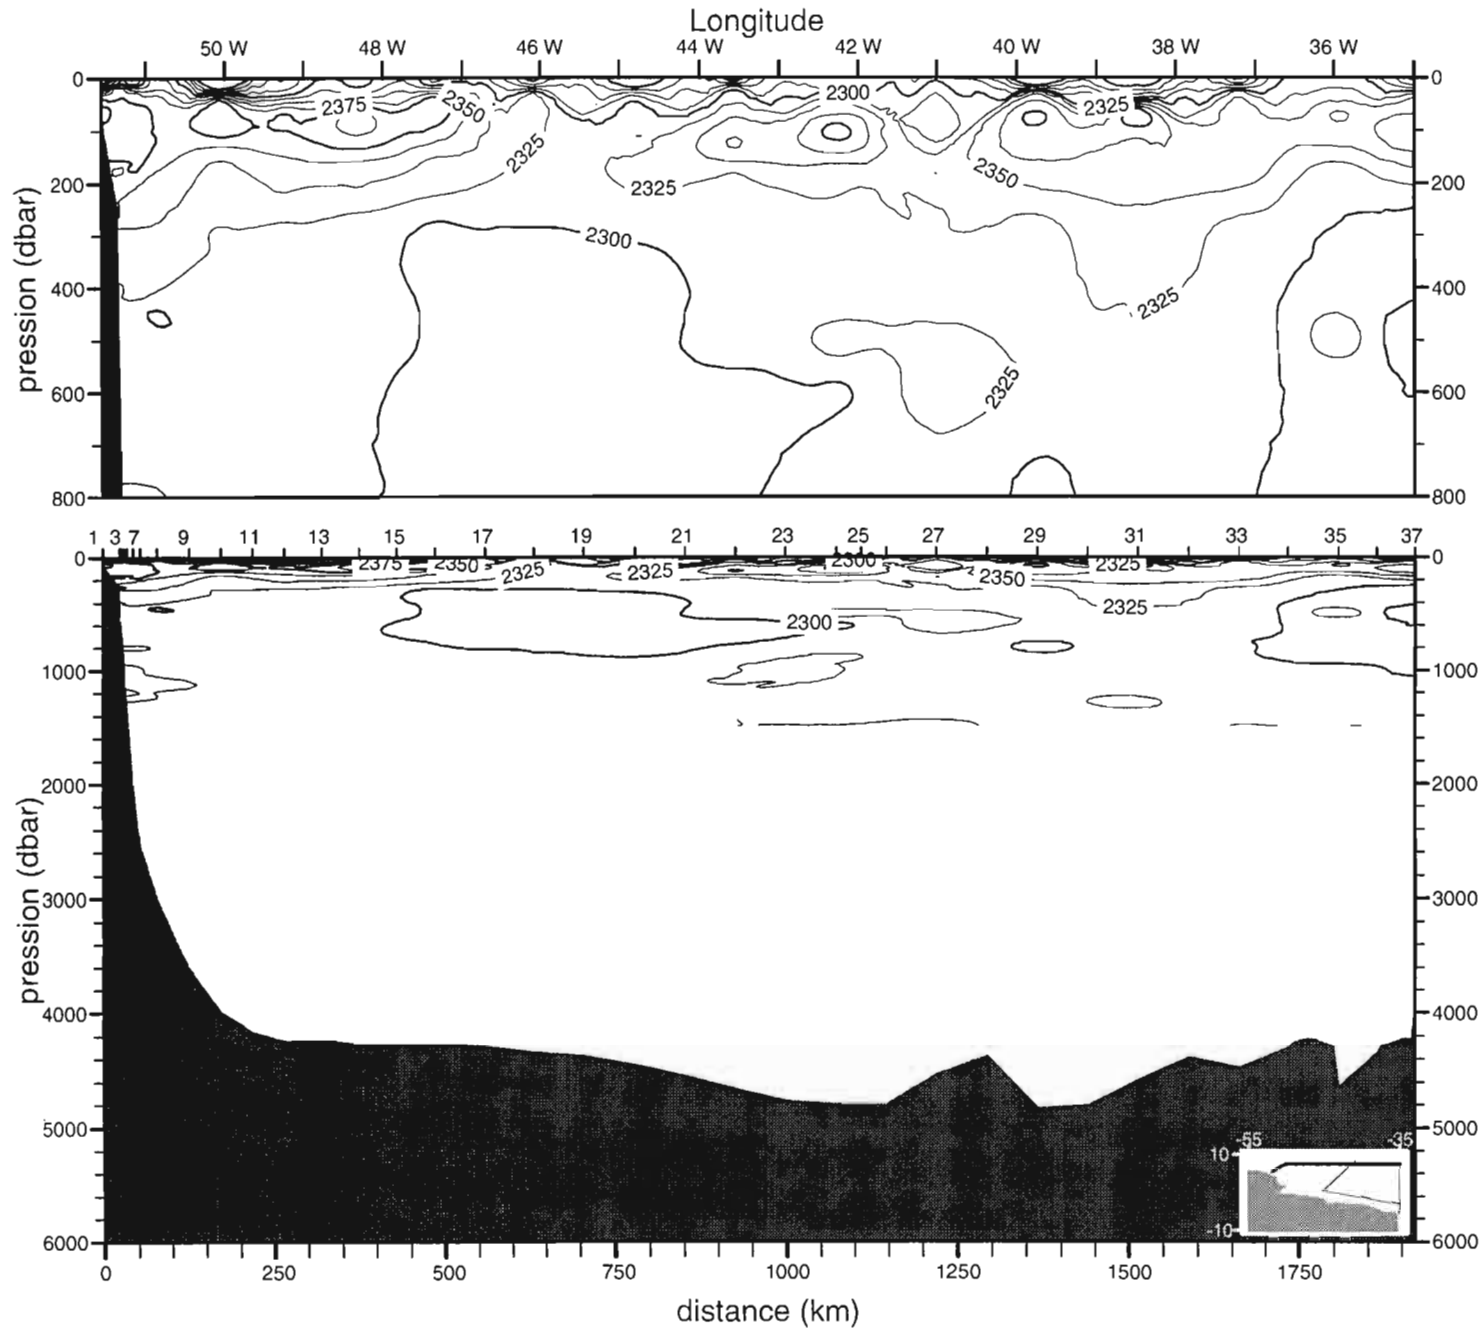 Longitude
50 W 48 W 46 W 44 W 42 W 40 W 38 W 36 W
0 0
2375 2350 2300 2325
2325
2325 2350
200 200
2300
400 400
2325
2325
600 600
800 800
pression (dbar)
1 3 7 9 11 13 15 17 19 21 23 25 27 29 31 33 35 37
0 0
2375 2350 2325 2325 2300 2350 2325
2325
2300
1000 1000
2000 2000
3000 3000
4000 4000
5000 5000
6000 6000
pression (dbar)
-55 -35
10
-10
0 250 500 750 1000 1250 1500 1750
distance (km)